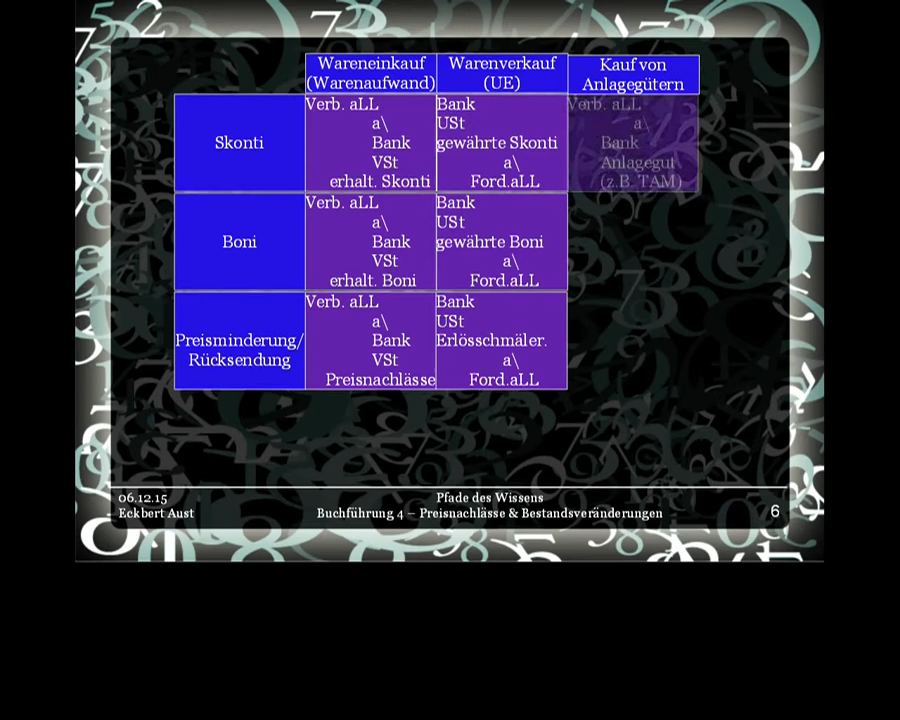 Wareneinkauf
(Warenaufwand)
Warenverkauf
(UE)
Kauf von
Anlagegütern
Skonti
Verb. aLL
a\
Bank
VSt
erhalt. Skonti
Bank
USt
gewährte Skonti
a\
Ford.aLL
Verb. aLL
a\
Bank
Anlagegut
(z.B. TAM)
Boni
Verb. aLL
a\
Bank
VSt
erhalt. Boni
Bank
USt
gewährte Boni
a\
Ford.aLL
Preisminderung/
Rücksendung
Verb. aLL
a\
Bank
VSt
Preisnachlässe
Bank
USt
Erlösschmäler.
a\
Ford.aLL
06.12.15
Eckbert Aust
Pfade des Wissens
Buchführung 4 – Preisnachlässe & Bestandsveränderungen
6